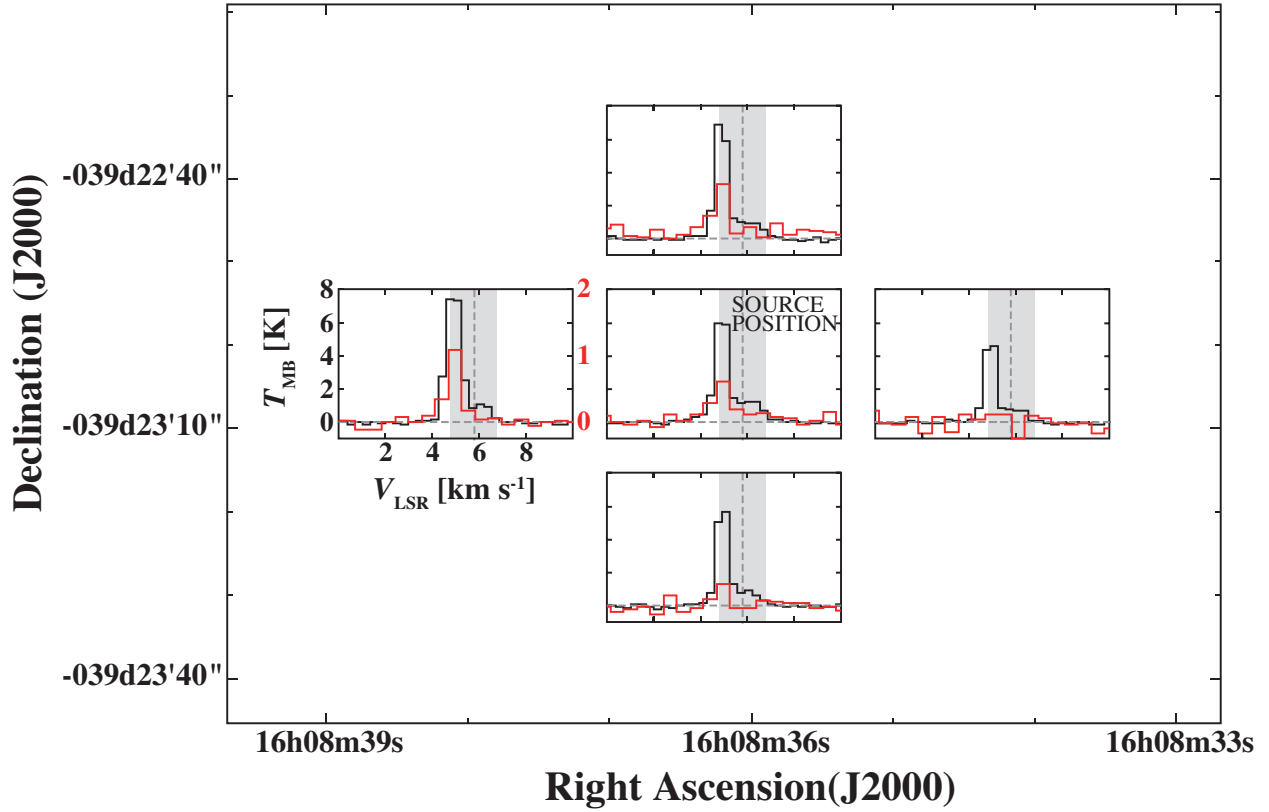 -039d22'40"
SOURCE
POSITION
8
6
4
2
0
2
1
0
T_MB [K]
2 4 6 8
V_LSR [km s⁻¹]
-039d23'10"
-039d23'40"
16h08m39s 16h08m36s 16h08m33s
Right Ascension(J2000)
Declination (J2000)